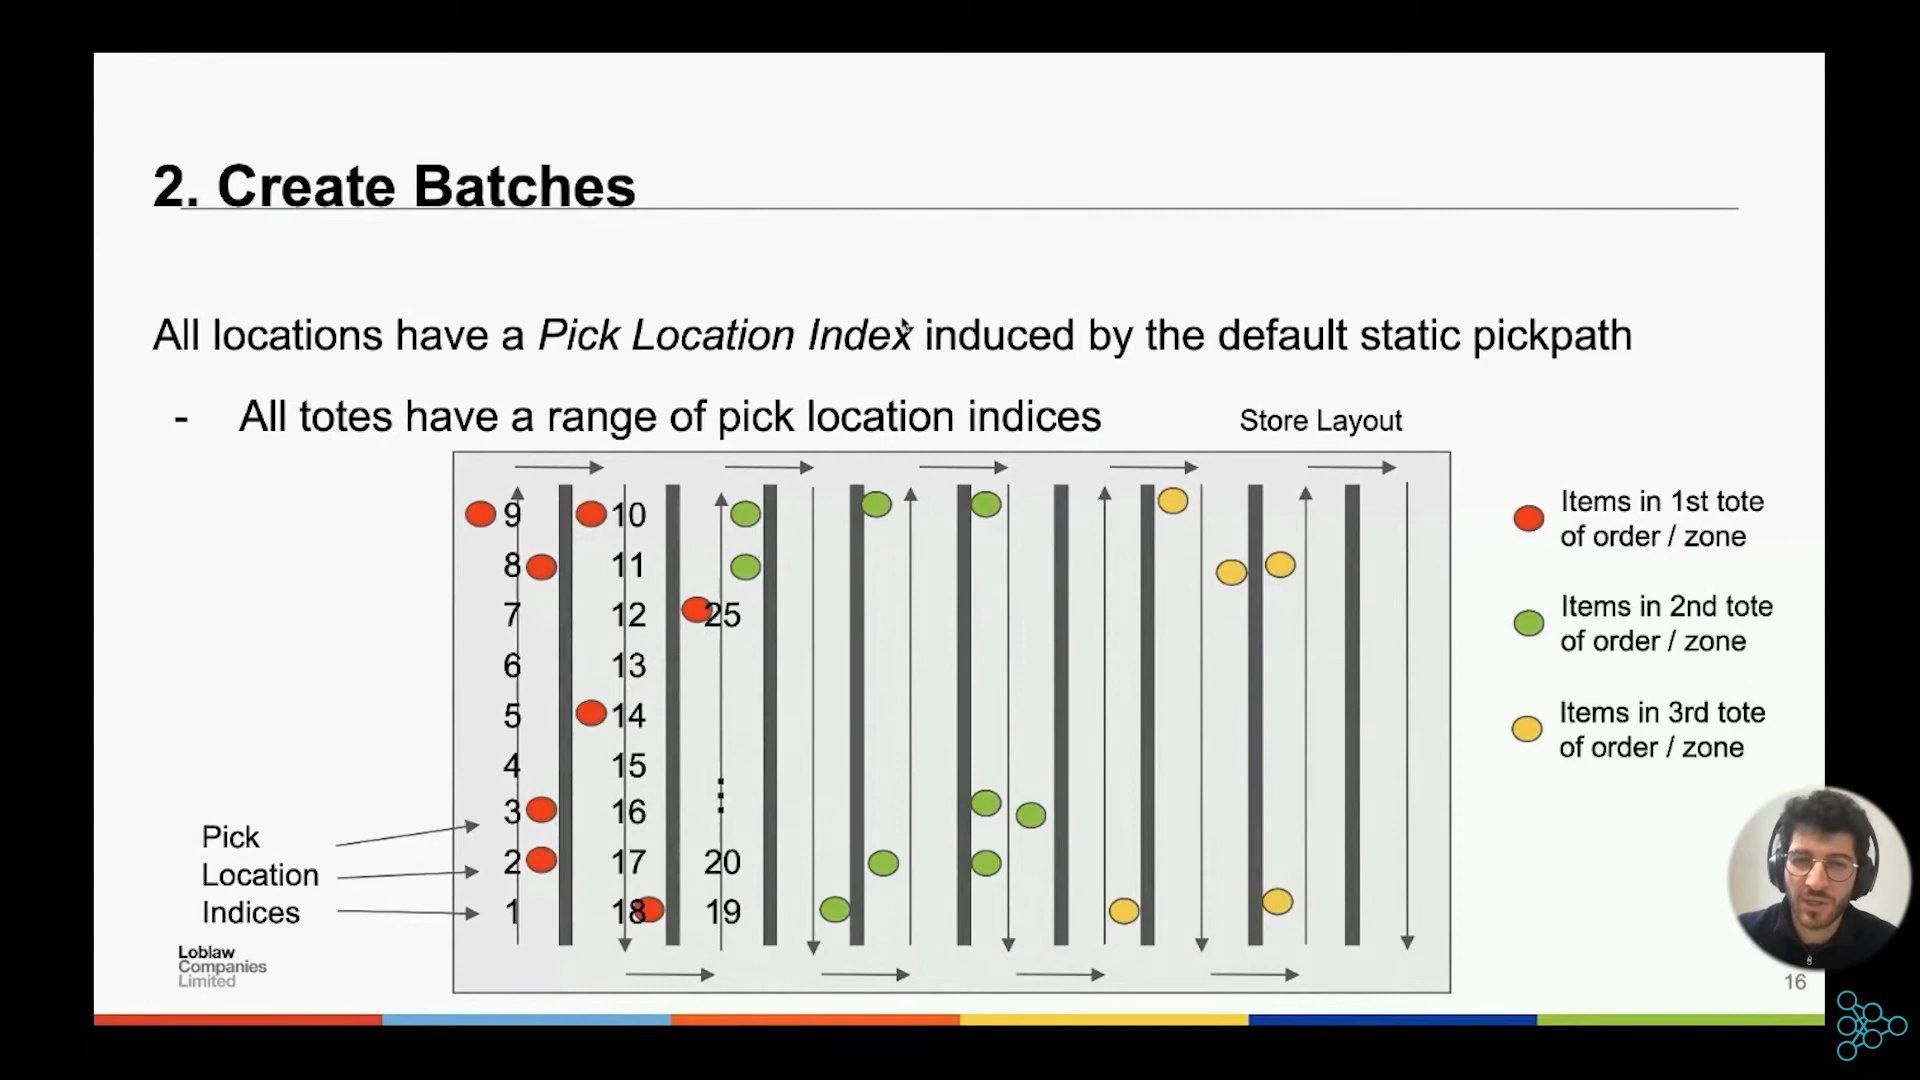 2. Create Batches
All locations have a Pick Location Index induced by the default static pickpath
- All totes have a range of pick location indices
Store Layout
9 10
8 11
7 12 25
6 13
5 14
4 15
3 16
2 17 20
1 18 19
Pick
Location
Indices
Items in 1st tote
of order / zone
Items in 2nd tote
of order / zone
Items in 3rd tote
of order / zone
Loblaw
Companies
Limited
16